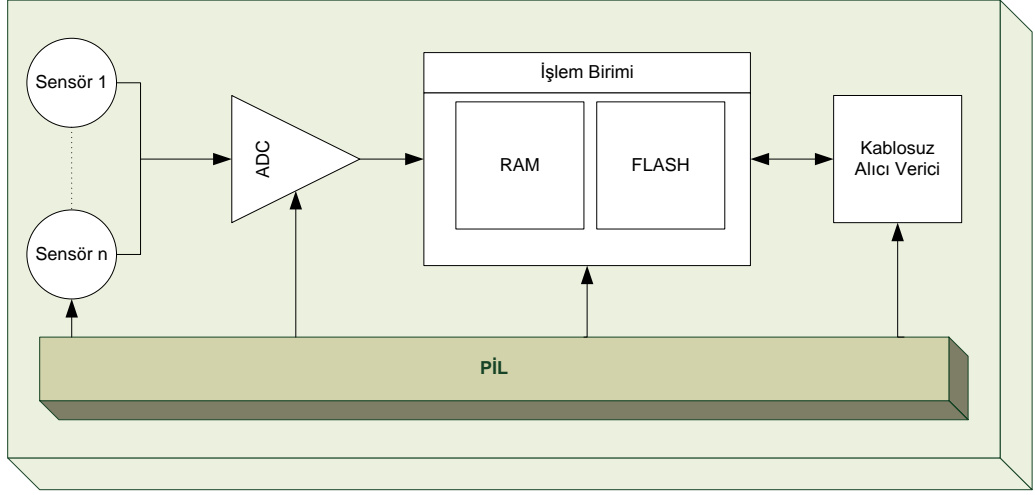 Sensör 1
Sensör n
ADC
İşlem Birimi
RAM
FLASH
Kablosuz
Alıcı Verici
PİL